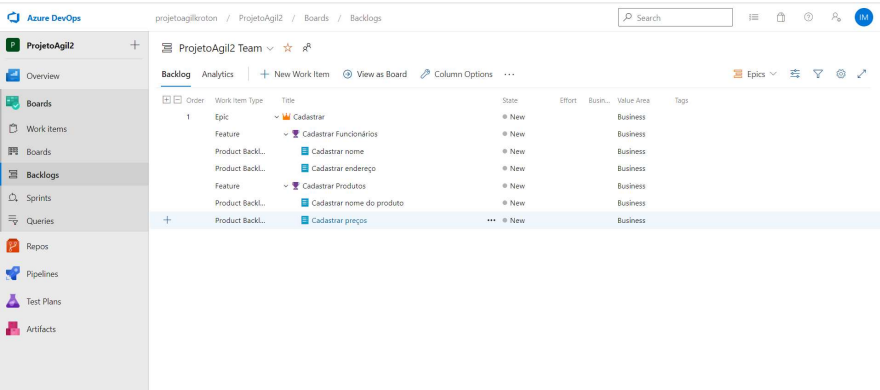 Azure DevOps
projetoagilkroton / ProjetoAgil2 / Boards / Backlogs
Search
IM
P ProjetoAgil2
Overview
Boards
Work items
Boards
Backlogs
Sprints
Queries
Repos
Pipelines
Test Plans
Artifacts
ProjetoAgil2 Team
Backlog Analytics New Work Item View as Board Column Options ... Epics
Order Work Item Type Title State Effort Busin... Value Area Tags
1 Epic Cadastrar New Business
Feature Cadastrar Funcionários New Business
Product Backl... Cadastrar nome New Business
Product Backl... Cadastrar endereço New Business
Feature Cadastrar Produtos New Business
Product Backl... Cadastrar nome do produto New Business
Product Backl... Cadastrar preços ... New Business